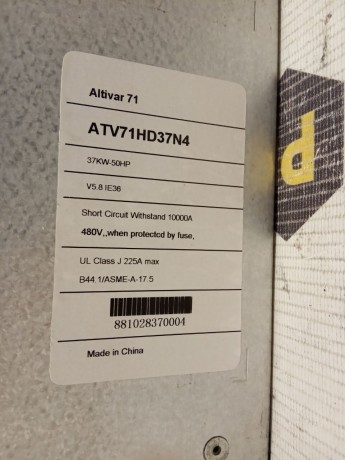 Altivar 71
ATV71HD37N4
37KW-50HP
V5.8 IE36
Short Circuit Withstand 10000A
480V,,when protectcd by fuse,
UL Class J 225A max
B44 1/ASME-A-17.5
881028370004
Made in China
P